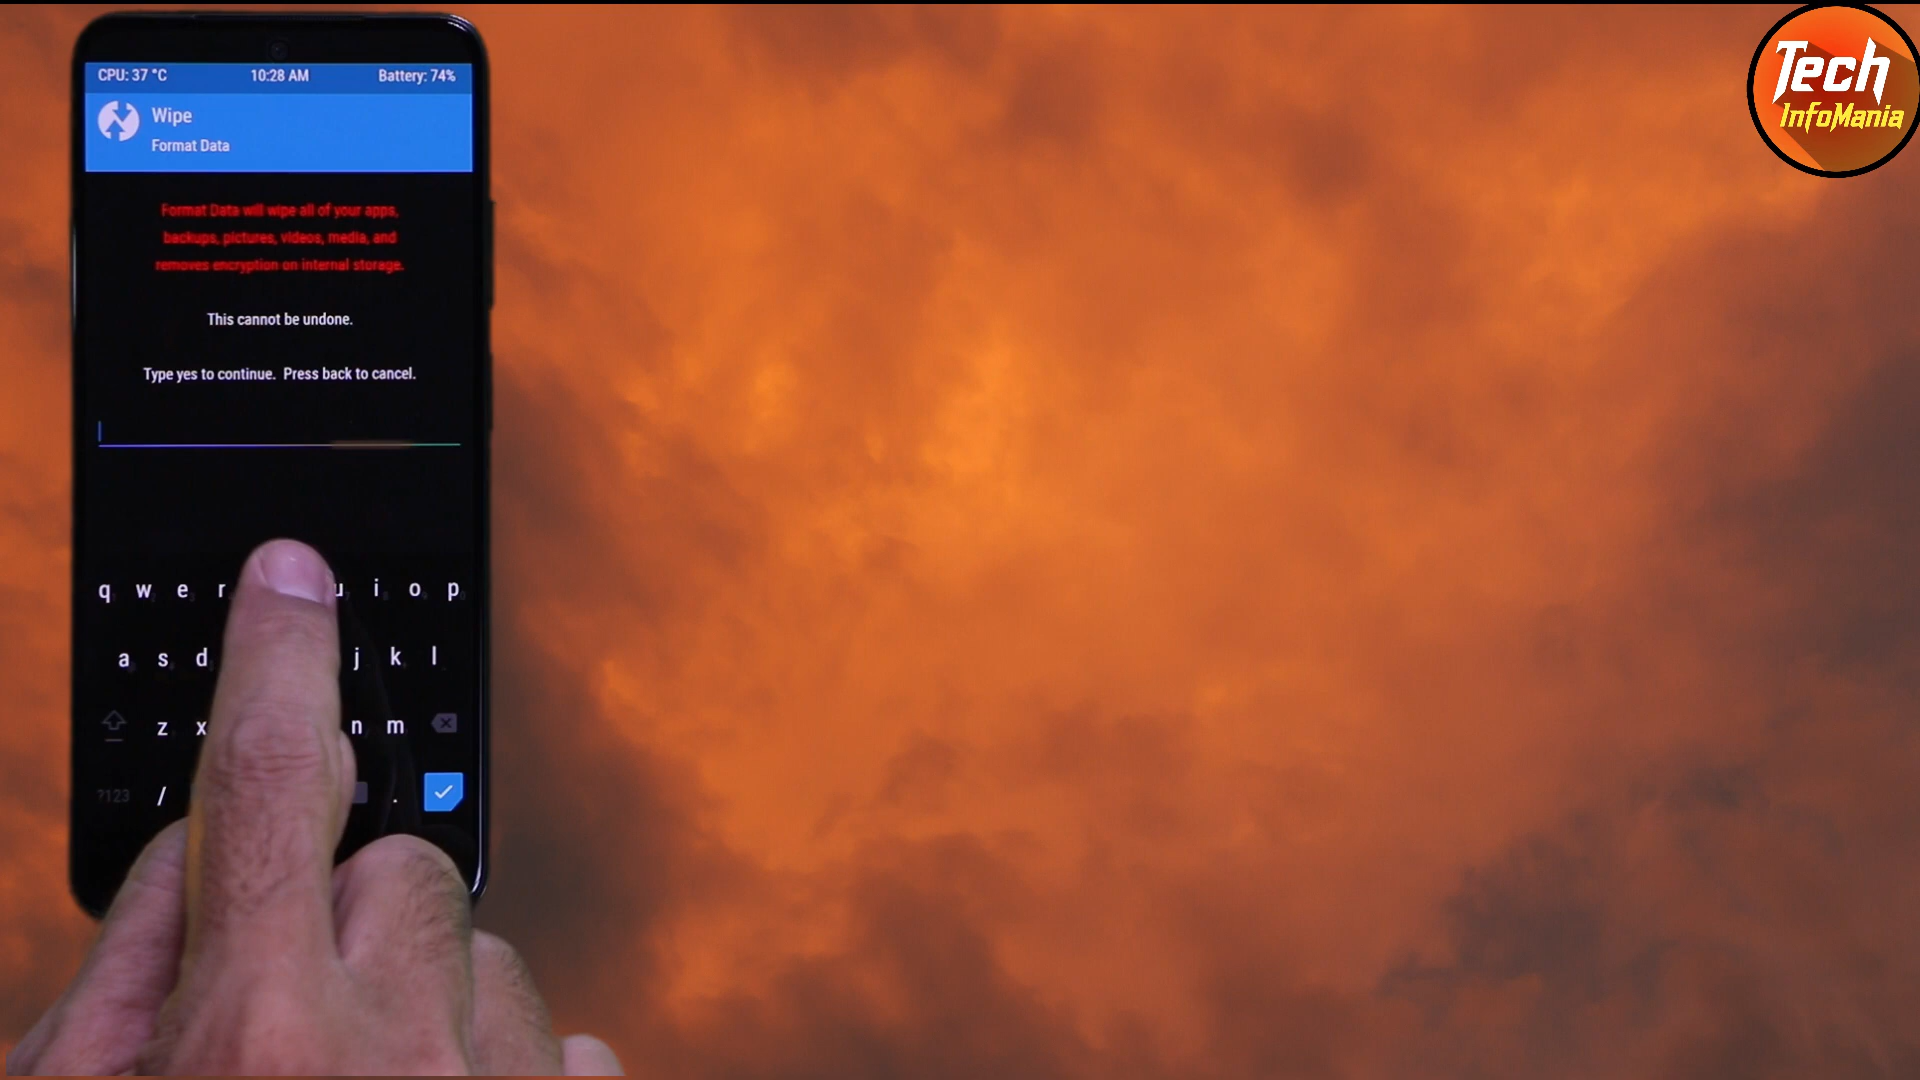 CPU: 37 °C 10:28 AM Battery: 74%
Wipe
Format Data
Format Data will wipe all of your apps,
backups, pictures, videos, media, and
removes encryption on internal storage.
This cannot be undone.
Type yes to continue. Press back to cancel.
q w e r u i o p
a s d j k l
z x n m
?123 / .
Tech
InfoMania